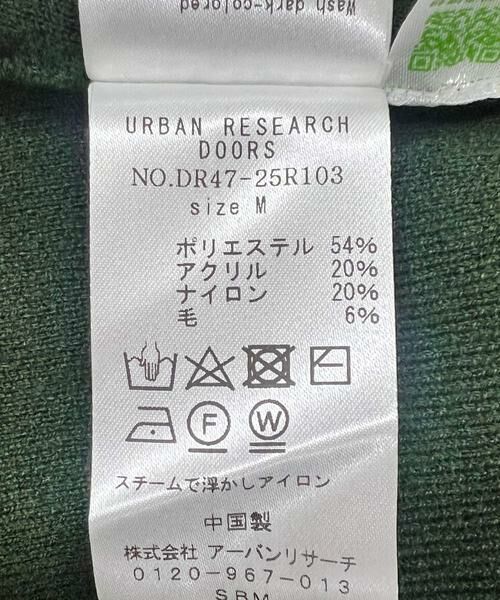 Wash dark-colored
URBAN RESEARCH
DOORS
NO.DR47-25R103
size M
ポリエステル 54%
アクリル 20%
ナイロン 20%
毛 6%
F W
スチームで浮かしアイロン
中国製
株式会社 アーバンリサーチ
0120-967-013
SBM